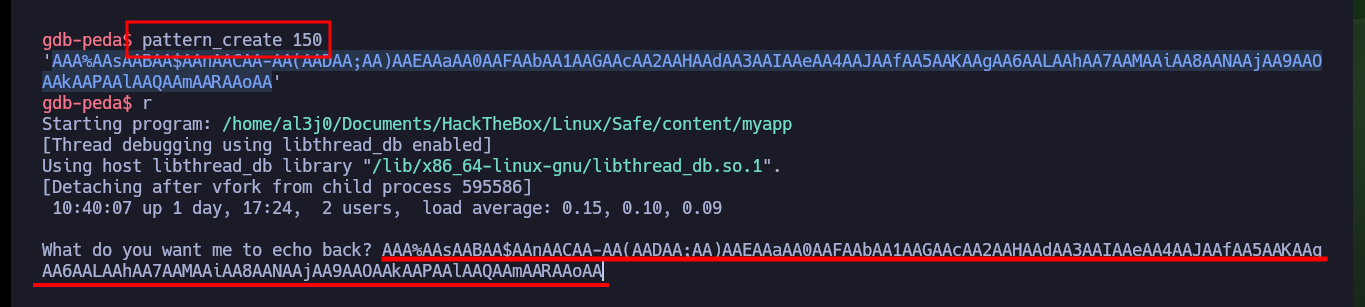 gdb-peda$ pattern_create 150
'AAA%AAsAABAA$AAnAACAA-AA(AADAA;AA)AAEAAaAA0AAFAAbAA1AAGAAcAA2AAHAAdAA3AAIAAeAA4AAJAAfAA5AAKAAgAA6AALAAhAA7AAMAAiAA8AANAAjAA9AAO
AAkAAPAAlAAQAAmAARAAoAA'
gdb-peda$ r
Starting program: /home/al3j0/Documents/HackTheBox/Linux/Safe/content/myapp
[Thread debugging using libthread_db enabled]
Using host libthread_db library "/lib/x86_64-linux-gnu/libthread_db.so.1".
[Detaching after vfork from child process 595586]
10:40:07 up 1 day, 17:24,  2 users,  load average: 0.15, 0.10, 0.09
What do you want me to echo back? AAA%AAsAABAA$AAnAACAA-AA(AADAA;AA)AAEAAaAA0AAFAAbAA1AAGAAcAA2AAHAAdAA3AAIAAeAA4AAJAAfAA5AAKAAg
AA6AALAAhAA7AAMAAiAA8AANAAjAA9AAOAAkAAPAAlAAQAAmAARAAoAA